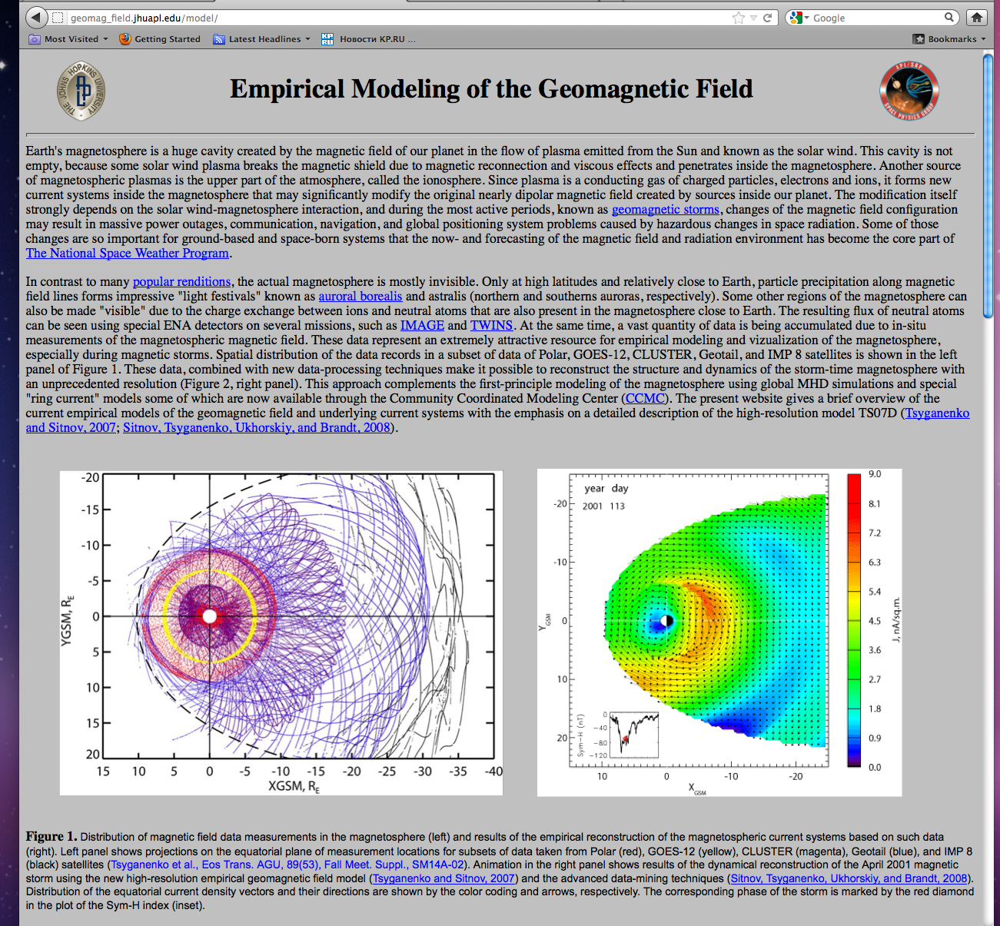 geomag_field.jhuapl.edu/model/
Google
Most Visited
Getting Started
Latest Headlines
KP
RU
Новости KP.RU ...
Bookmarks
THE JOHNS HOPKINS UNIVERSITY
APL
Empirical Modeling of the Geomagnetic Field
SPACE PHYSICS GROUP
Earth's magnetosphere is a huge cavity created by the magnetic field of our planet in the flow of plasma emitted from the Sun and known as the solar wind. This cavity is not
empty, because some solar wind plasma breaks the magnetic shield due to magnetic reconnection and viscous effects and penetrates inside the magnetosphere. Another source
of magnetospheric plasmas is the upper part of the atmosphere, called the ionosphere. Since plasma is a conducting gas of charged particles, electrons and ions, it forms new
current systems inside the magnetosphere that may significantly modify the original nearly dipolar magnetic field created by sources inside our planet. The modification itself
strongly depends on the solar wind-magnetosphere interaction, and during the most active periods, known as geomagnetic storms, changes of the magnetic field configuration
may result in massive power outages, communication, navigation, and global positioning system problems caused by hazardous changes in space radiation. Some of those
changes are so important for ground-based and space-born systems that the now- and forecasting of the magnetic field and radiation environment has become the core part of
The National Space Weather Program.
In contrast to many popular renditions, the actual magnetosphere is mostly invisible. Only at high latitudes and relatively close to Earth, particle precipitation along magnetic
field lines forms impressive "light festivals" known as auroral borealis and astralis (northern and southerns auroras, respectively). Some other regions of the magnetosphere can
also be made "visible" due to the charge exchange between ions and neutral atoms that are also present in the magnetosphere close to Earth. The resulting flux of neutral atoms
can be seen using special ENA detectors on several missions, such as IMAGE and TWINS. At the same time, a vast quantity of data is being accumulated due to in-situ
measurements of the magnetospheric magnetic field. These data represent an extremely attractive resource for empirical modeling and vizualization of the magnetosphere,
especially during magnetic storms. Spatial distribution of the data records in a subset of data of Polar, GOES-12, CLUSTER, Geotail, and IMP 8 satellites is shown in the left
panel of Figure 1. These data, combined with new data-processing techniques make it possible to reconstruct the structure and dynamics of the storm-time magnetosphere with
an unprecedented resolution (Figure 2, right panel). This approach complements the first-principle modeling of the magnetosphere using global MHD simulations and special
"ring current" models some of which are now available through the Community Coordinated Modeling Center (CCMC). The present website gives a brief overview of the
current empirical models of the geomagnetic field and underlying current systems with the emphasis on a detailed description of the high-resolution model TS07D (Tsyganenko
and Sitnov, 2007; Sitnov, Tsyganenko, Ukhorskiy, and Brandt, 2008).
-20
-15
-10
-5
0
5
10
15
20
YGSM, RE
15 10 5 0 -5 -10 -15 -20 -25 -30 -35 -40
XGSM, RE
year day
2001 113
-20
-10
0
10
20
YGSM
10 0 -10 -20
XGSM
Sym-H (nT)
0
-40
-80
-120
9.0
8.1
7.2
6.3
5.4
4.5
3.6
2.7
1.8
0.9
0.0
J, nA/sq.m.
Figure 1. Distribution of magnetic field data measurements in the magnetosphere (left) and results of the empirical reconstruction of the magnetospheric current systems based on such data
(right). Left panel shows projections on the equatorial plane of measurement locations for subsets of data taken from Polar (red), GOES-12 (yellow), CLUSTER (magenta), Geotail (blue), and IMP 8
(black) satellites (Tsyganenko et al., Eos Trans. AGU, 89(53), Fall Meet. Suppl., SM14A-02). Animation in the right panel shows results of the dynamical reconstruction of the April 2001 magnetic
storm using the new high-resolution empirical geomagnetic field model (Tsyganenko and Sitnov, 2007) and the advanced data-mining techniques (Sitnov, Tsyganenko, Ukhorskiy, and Brandt, 2008).
Distribution of the equatorial current density vectors and their directions are shown by the color coding and arrows, respectively. The corresponding phase of the storm is marked by the red diamond
in the plot of the Sym-H index (inset).